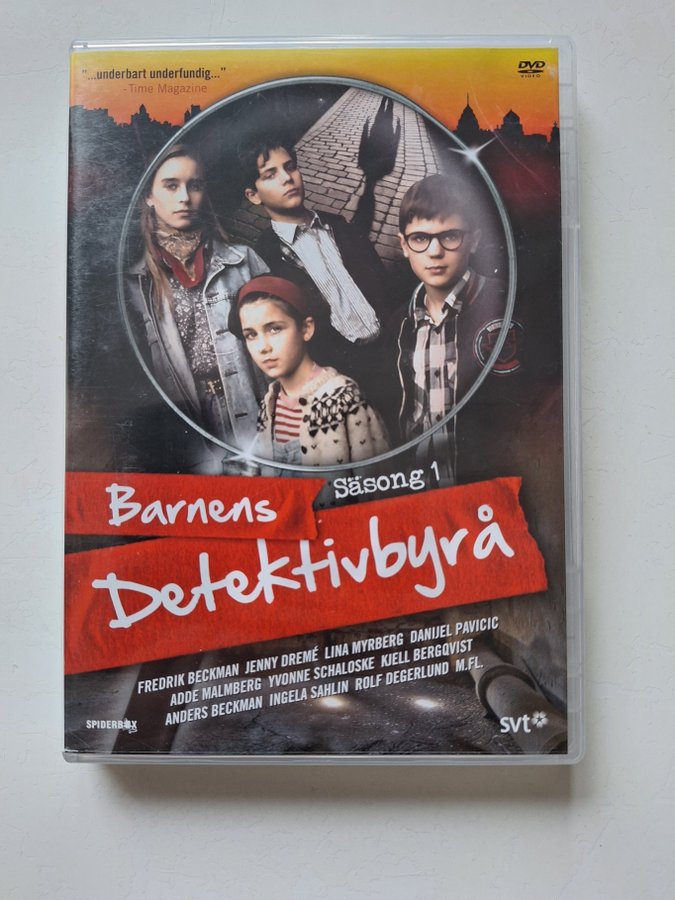 "...underbart underfundig..."
-Time Magazine
DVD
VIDEO
Säsong 1
Barnens
Detektivbyrå
FREDRIK BECKMAN JENNY DREMÉ LINA MYRBERG DANIJEL PAVICIC
ADDE MALMBERG YVONNE SCHALOSKE KJELL BERGQVIST
ANDERS BECKMAN INGELA SAHLIN ROLF DEGERLUND M.FL.
SPIDERBOX
svt